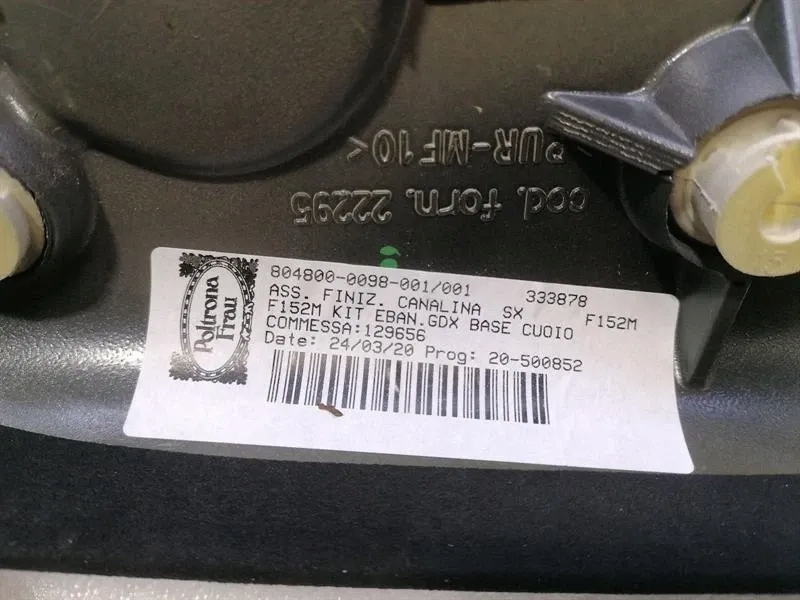 PUR-MF10<
cod. forn. 22295
Poltrona
Frau
804800-0098-001/001 333878
ASS. FINIZ. CANALINA SX F152M
F152M KIT EBAN.GDX BASE CUOIO
COMMESSA:129656
Date: 24/03/20 Prog: 20-500852